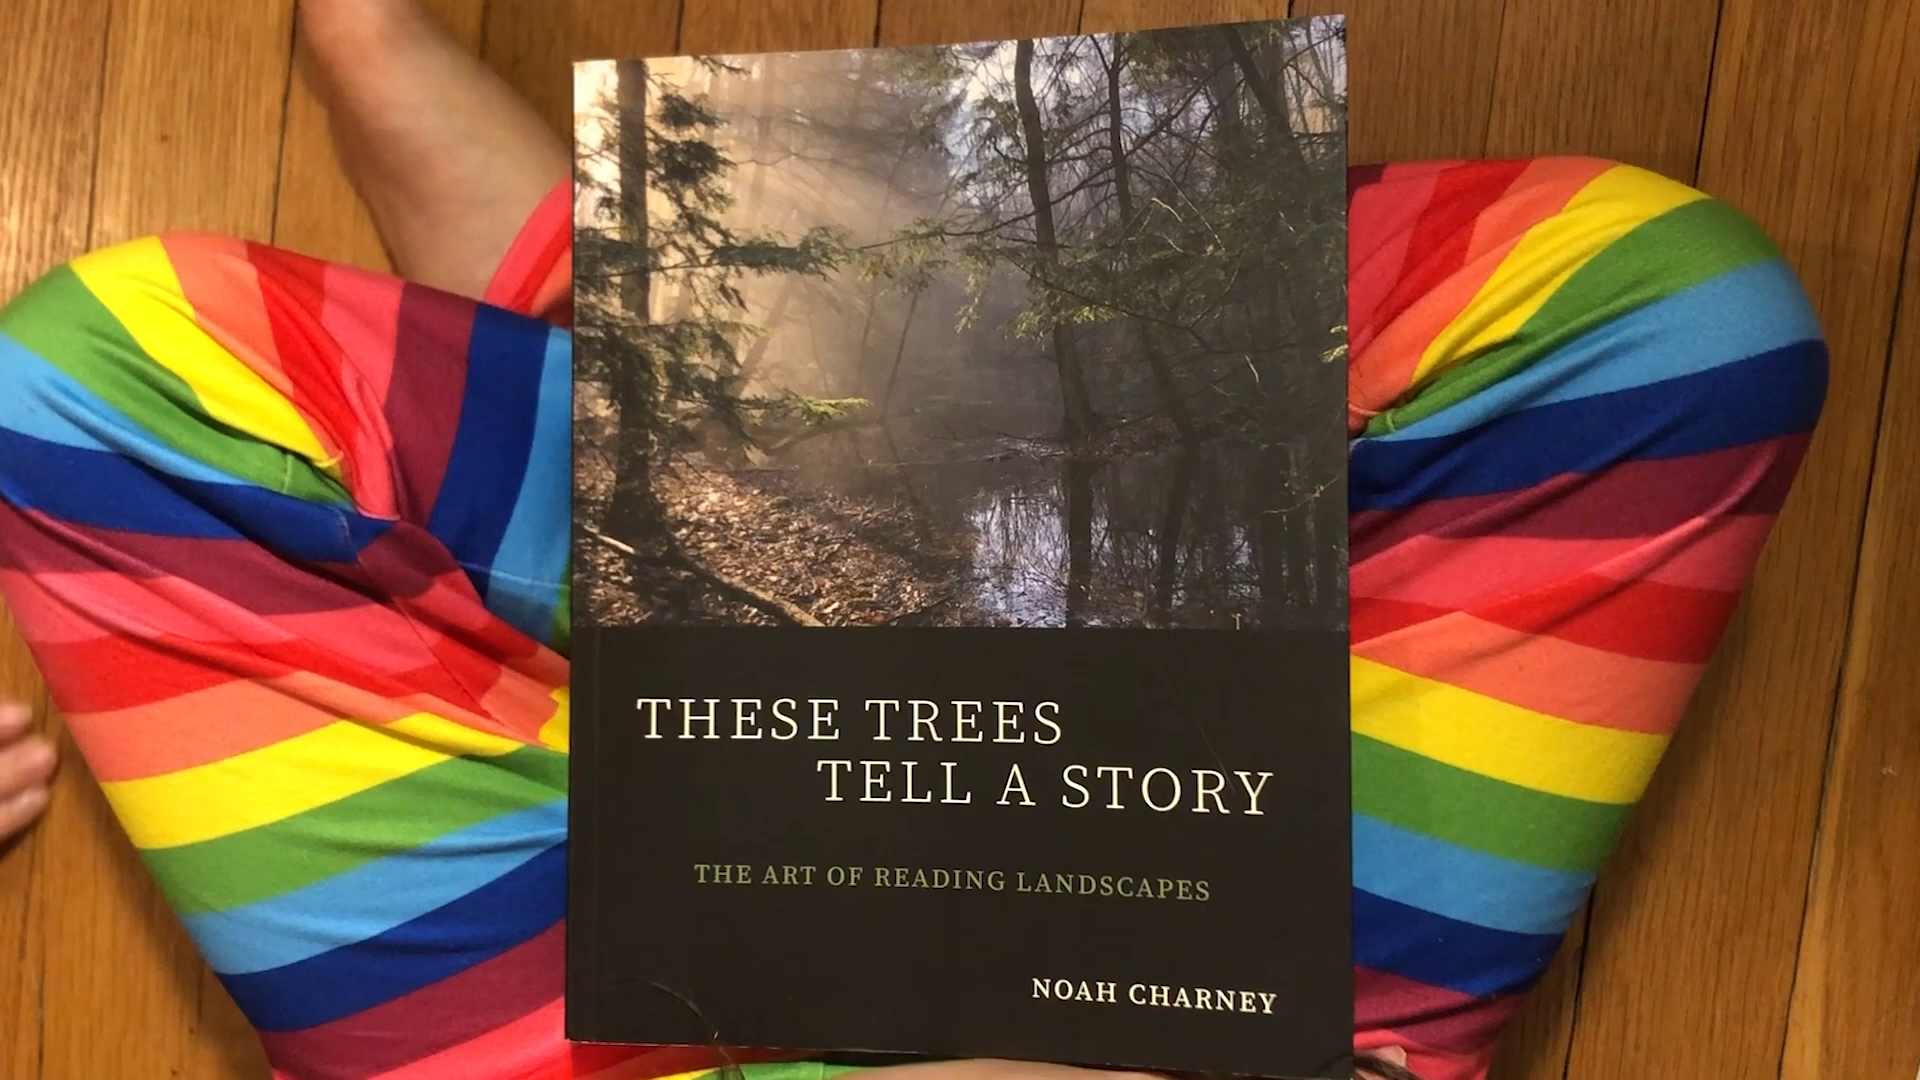 THESE TREES
TELL A STORY
THE ART OF READING LANDSCAPES
NOAH CHARNEY